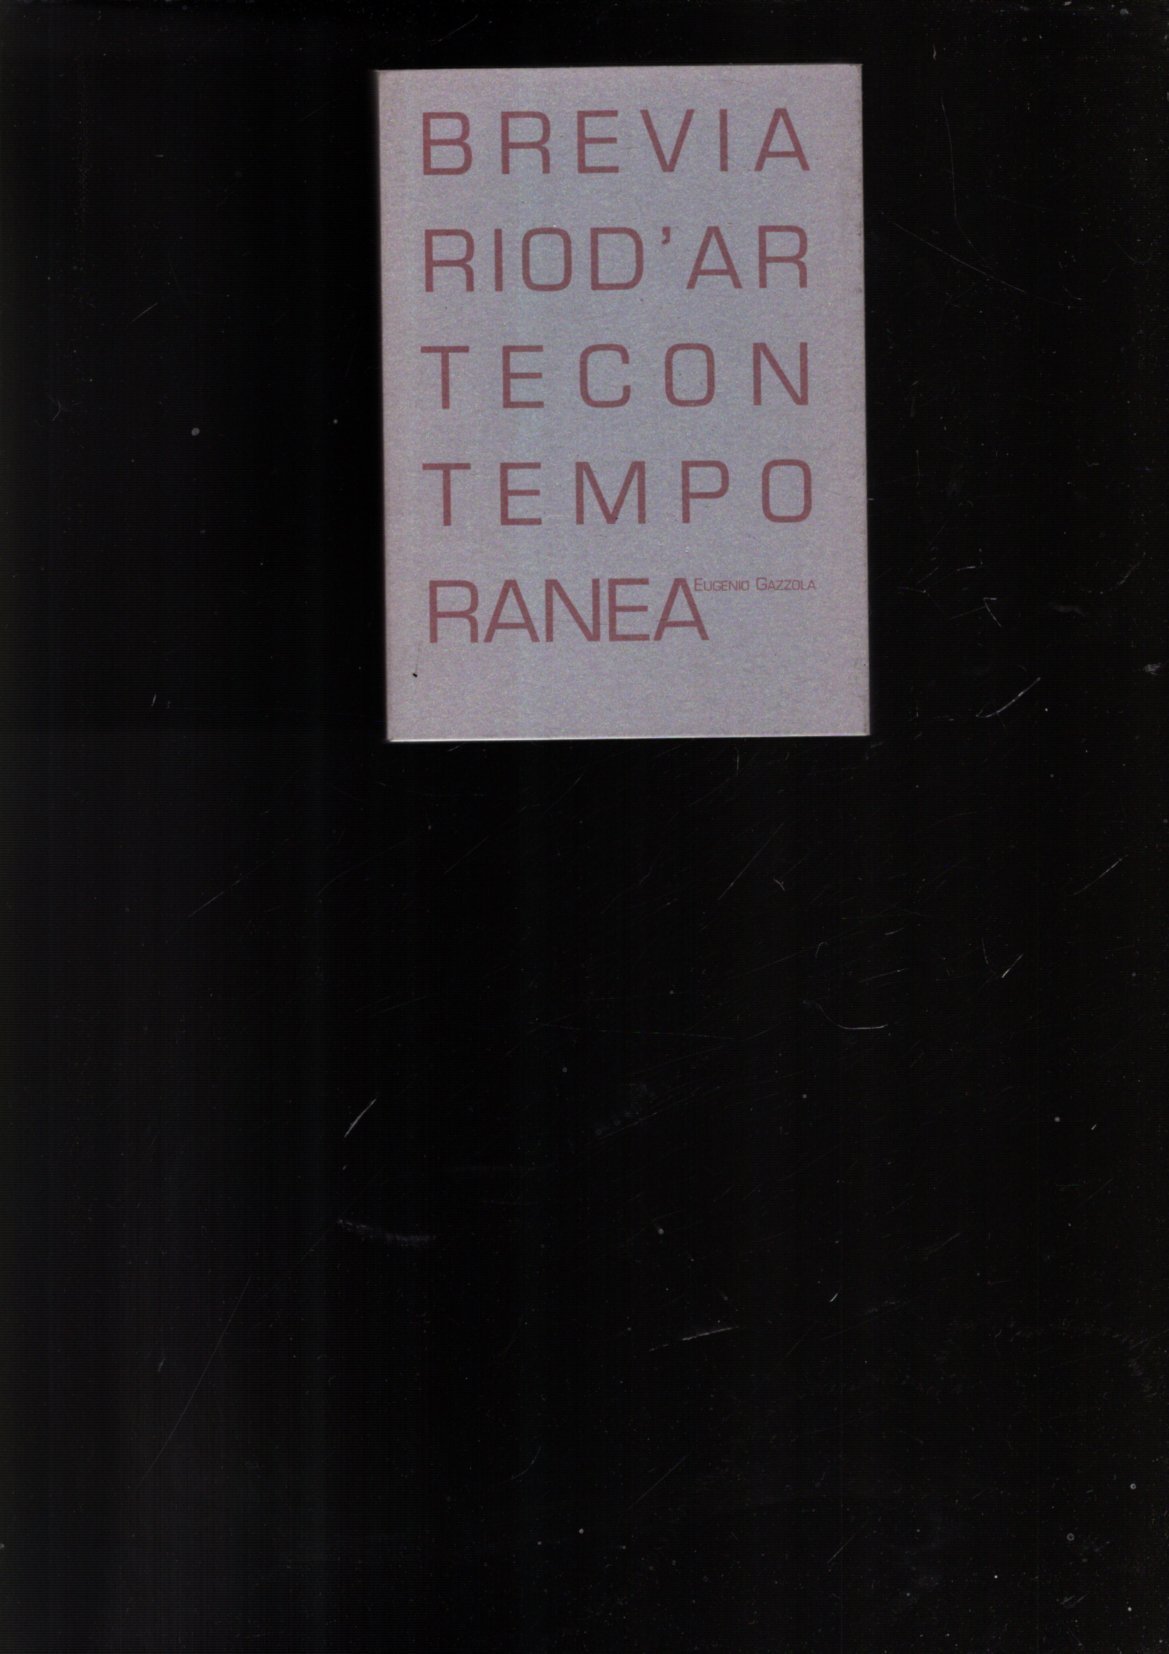 BREVIA
RIOD'AR
TECON
TEMPO
RANEA
EUGENIO GAZZOLA